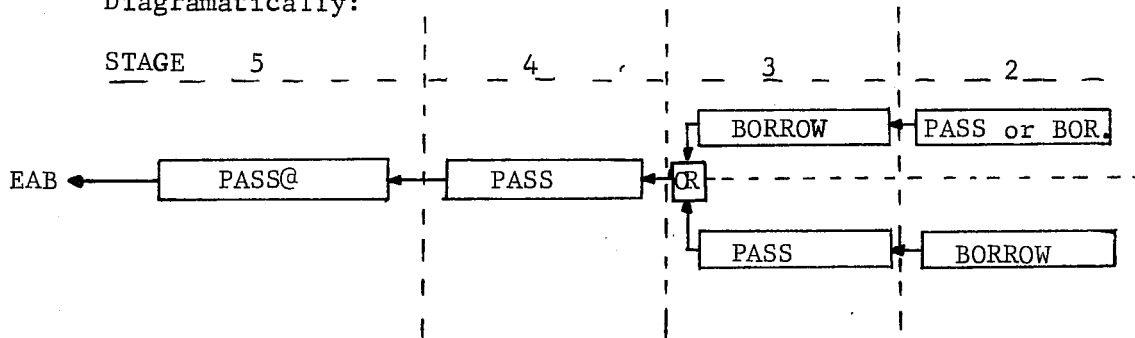 Diagramatically:
STAGE 5 4 3 2
BORROW PASS or BOR.
EAB PASS@ PASS OR
PASS BORROW